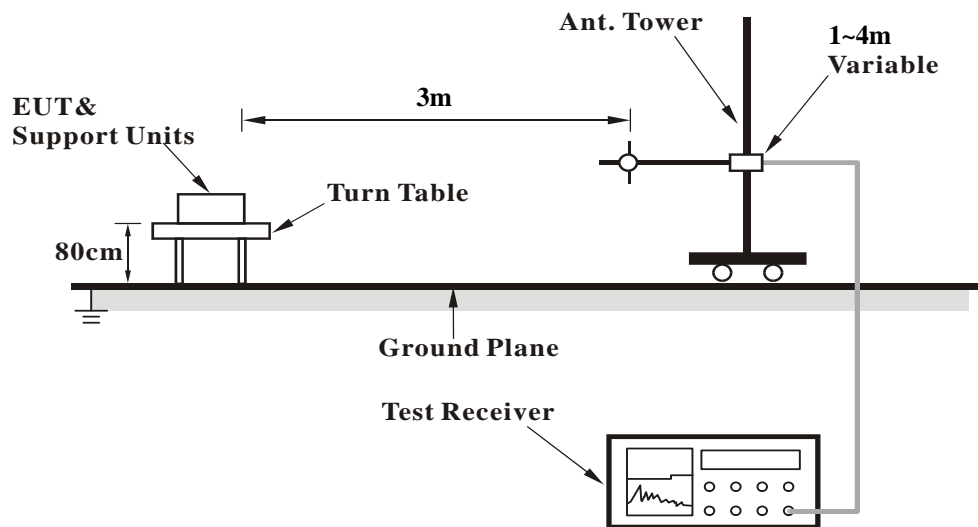 Ant. Tower
1~4m
Variable
3m
EUT&
Support Units
Turn Table
80cm
Ground Plane
Test Receiver